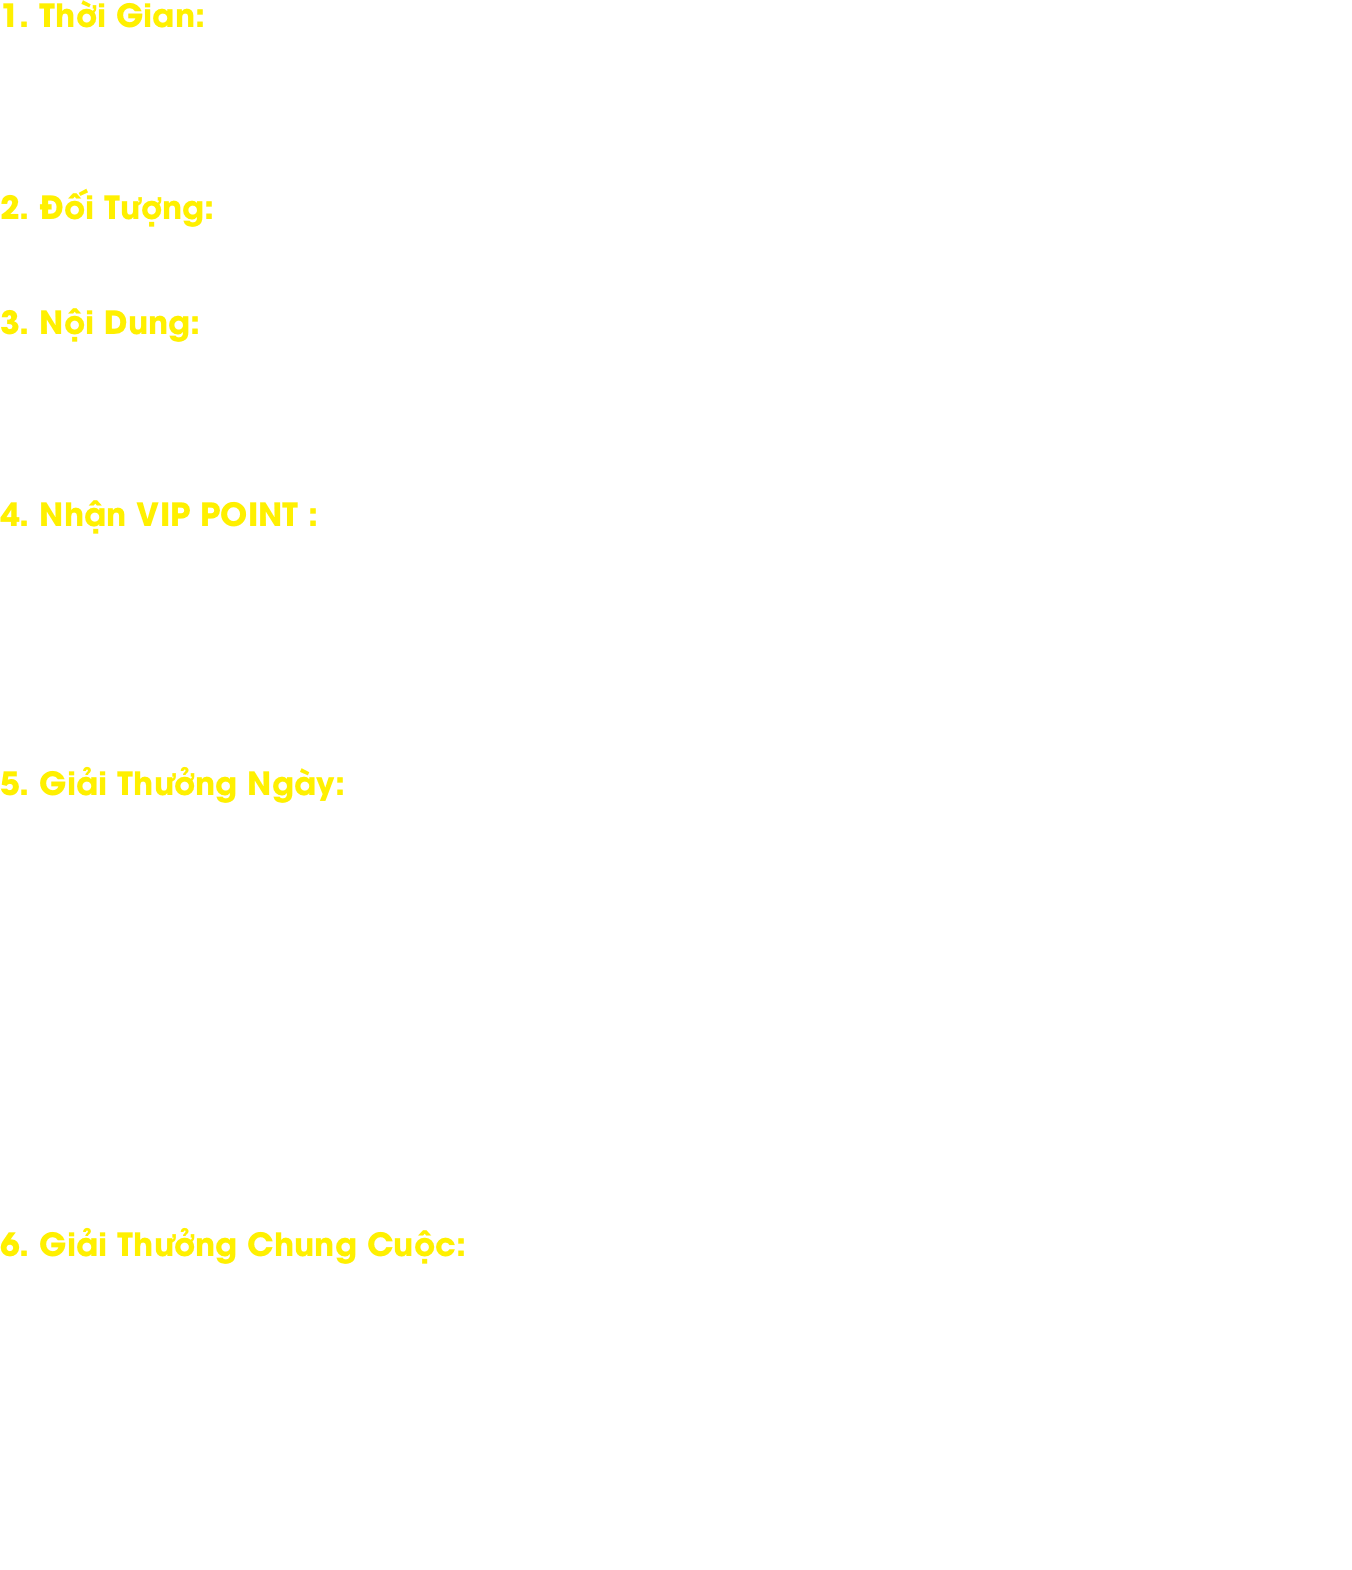 1. Thời Gian:
2. Đối Tượng:
3. Nội Dung:
4. Nhận VIP POINT :
5. Giải Thưởng Ngày:
6. Giải Thưởng Chung Cuộc: